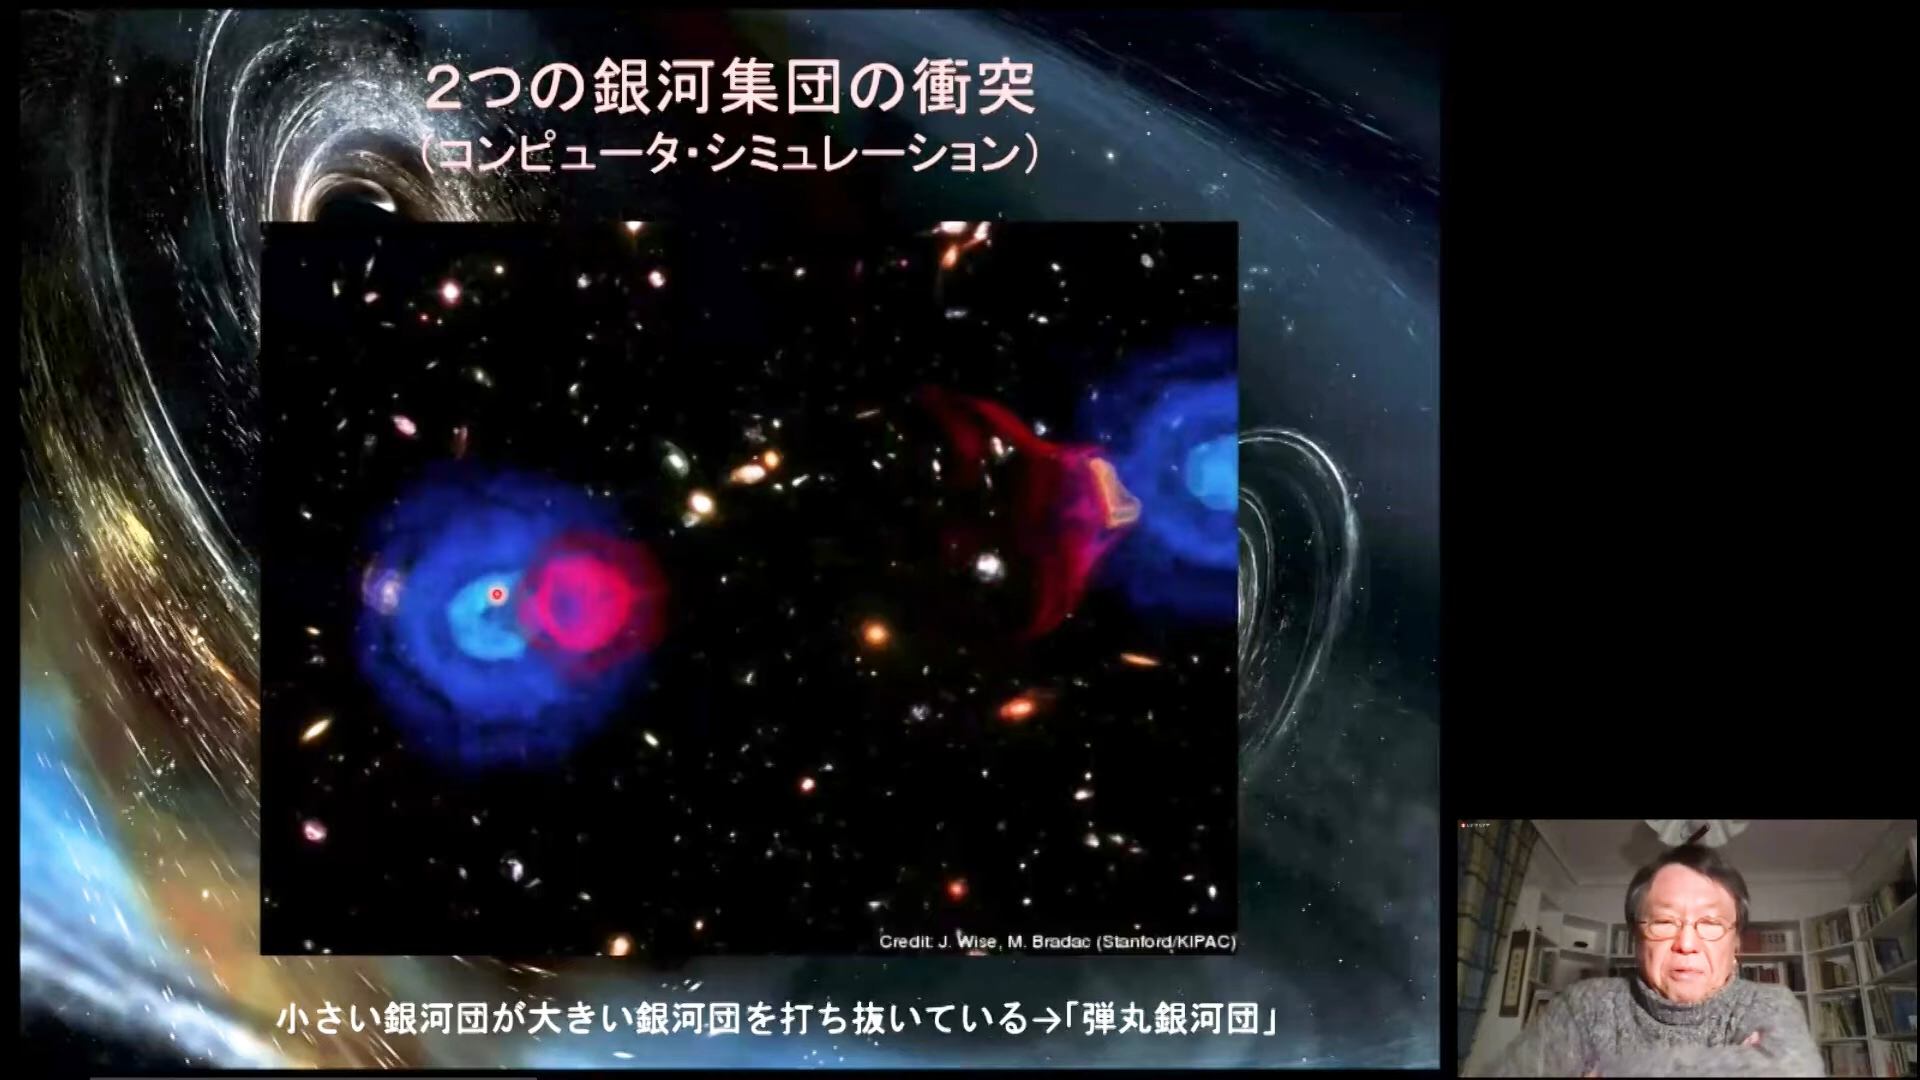 2つの銀河集団の衝突
（コンピュータ・シミュレーション）
Credit: J. Wise, M. Bradac (Stanford/KIPAC)
小さい銀河団が大きい銀河団を打ち抜いている→「弾丸銀河団」